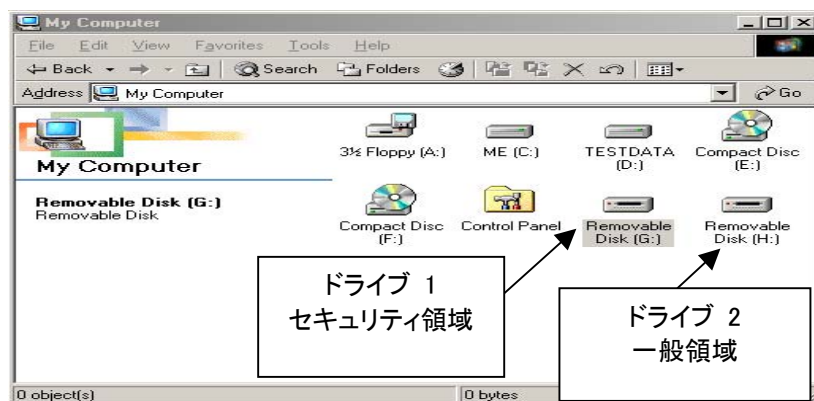 My Computer
File Edit View Favorites Tools Help
Back Search Folders
Address My Computer Go
My Computer
Removable Disk (G:)
Removable Disk
3½ Floppy (A:) ME (C:) TESTDATA (D:) Compact Disc (E:)
Compact Disc (F:) Control Panel Removable Disk (G:) Removable Disk (H:)
ドライブ 1
セキュリティ領域
ドライブ 2
一般領域
0 object(s) 0 bytes